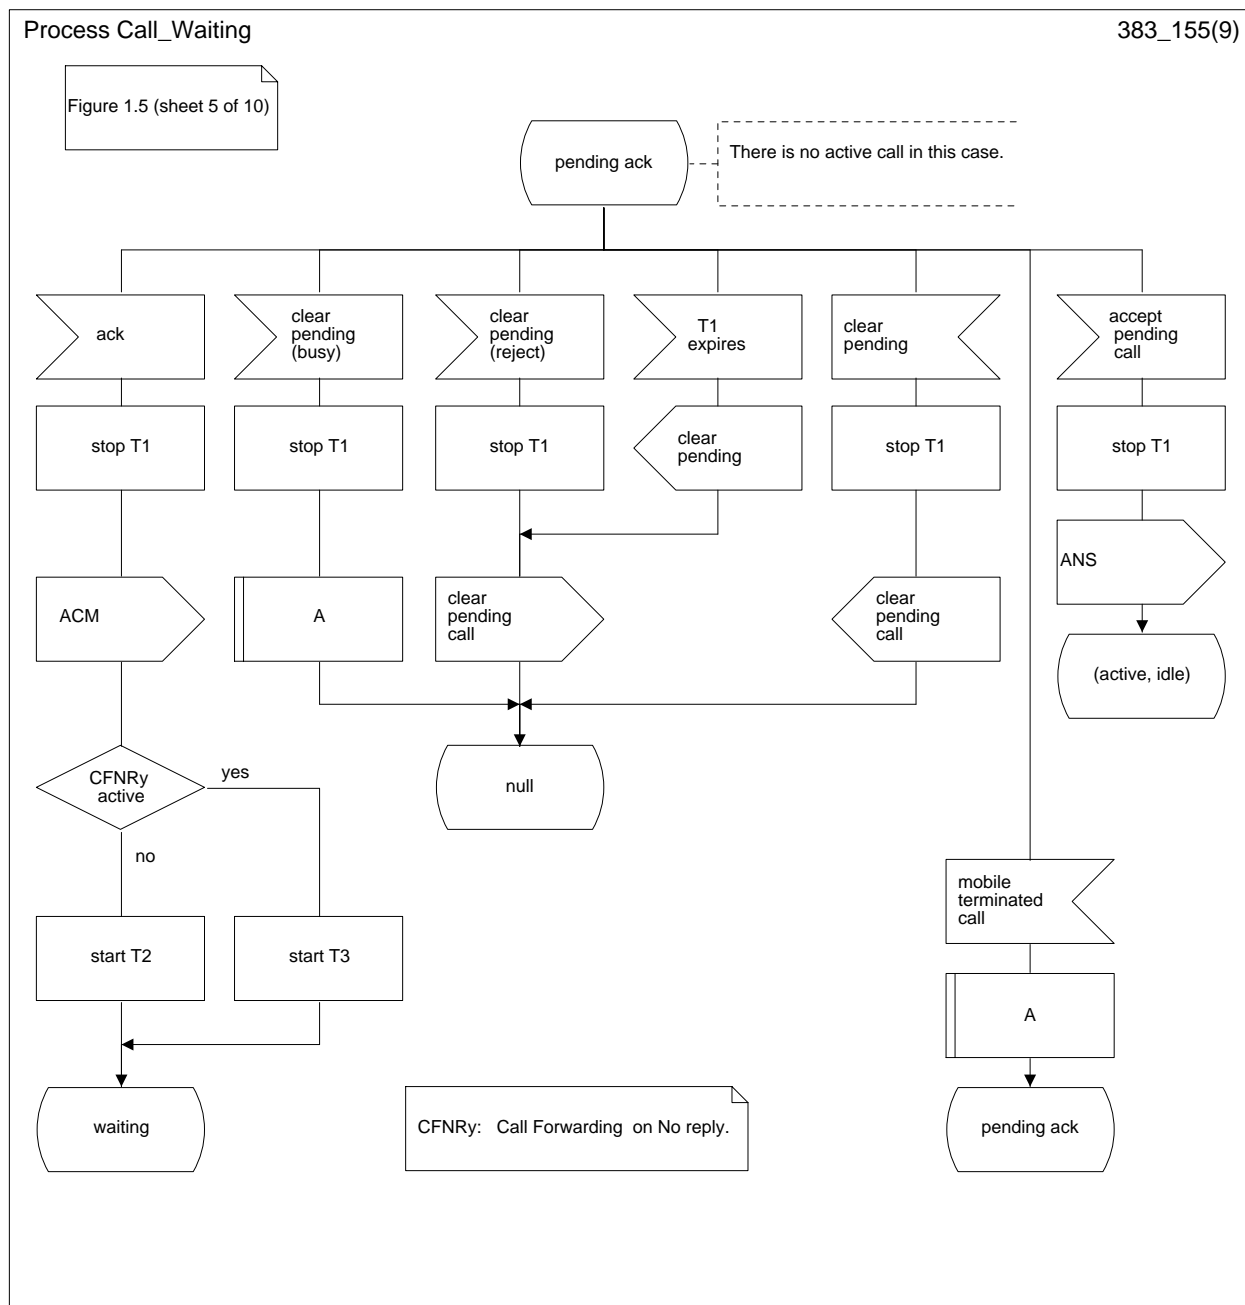 Process Call_Waiting
383_155(9)
Figure 1.5 (sheet 5 of 10)
pending ack
There is no active call in this case.
ack
clear
pending
(busy)
clear
pending
(reject)
T1
expires
clear
pending
accept
pending
call
stop T1
stop T1
stop T1
clear
pending
stop T1
stop T1
ACM
A
clear
pending
call
clear
pending
call
ANS
(active, idle)
CFNRy
active
yes
no
null
mobile
terminated
call
start T2
start T3
A
waiting
CFNRy: Call Forwarding on No reply.
pending ack